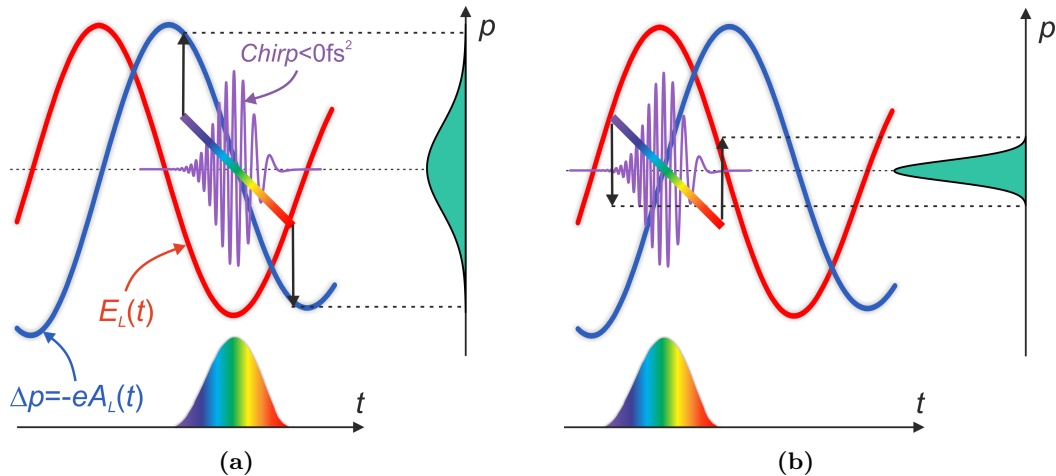 p
Chirp<0fs²
E_L(t)
Δp=-eA_L(t)
t
(a)
p
t
(b)